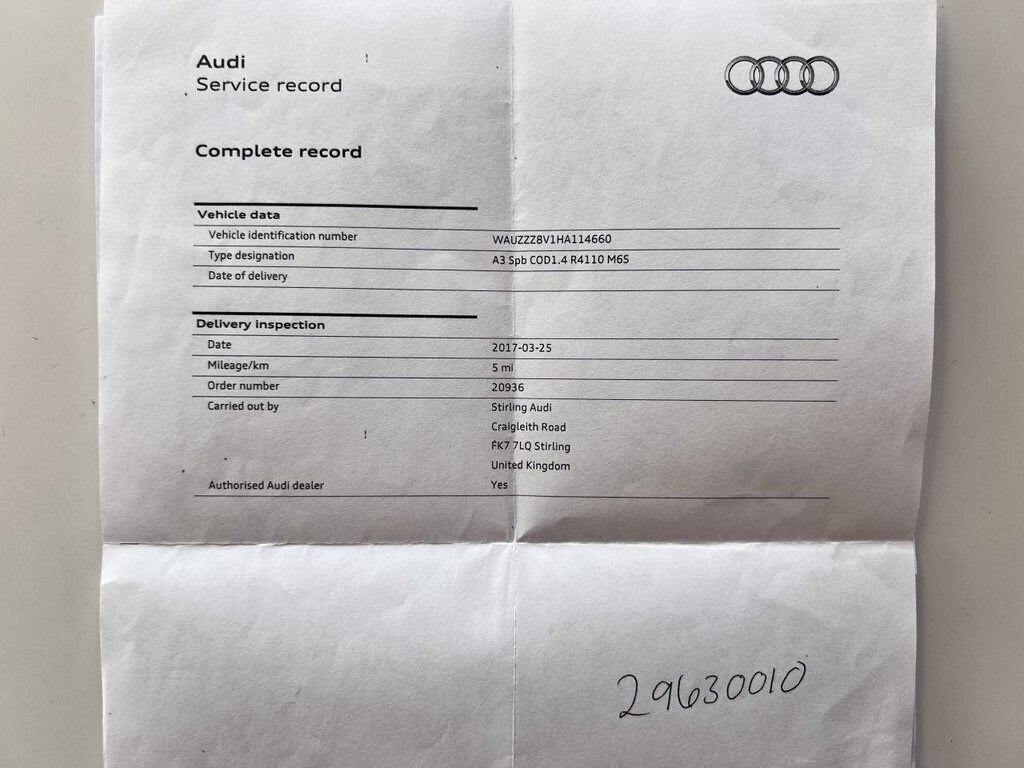 Audi
Service record
Complete record
Vehicle data
Vehicle identification number WAUZZZ8V1HA114660
Type designation A3 Spb COD1.4 R4110 M6S
Date of delivery
Delivery inspection
Date 2017-03-25
Mileage/km 5 mi
Order number 20936
Carried out by Stirling Audi
Craigleith Road
FK7 7LQ Stirling
United Kingdom
Authorised Audi dealer Yes
29630010